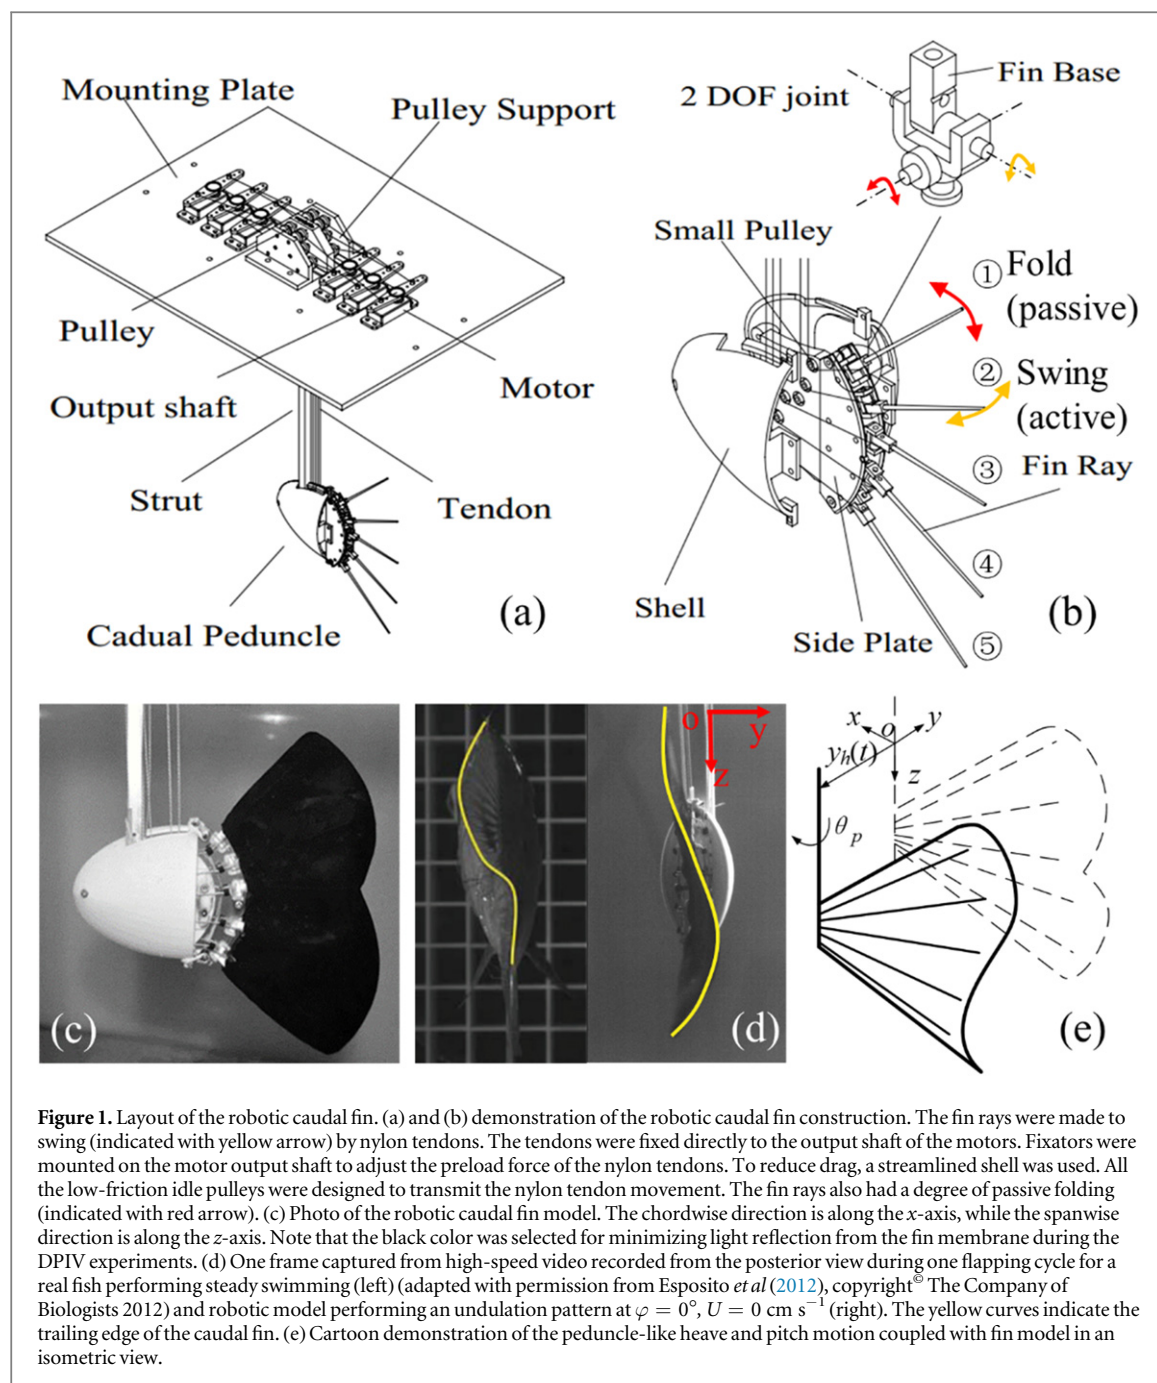 Mounting Plate
Pulley Support
Pulley
Output shaft
Motor
Strut
Tendon
Cadual Peduncle
(a)
2 DOF joint
Fin Base
Small Pulley
① Fold
(passive)
② Swing
(active)
③ Fin Ray
④
Shell
Side Plate
⑤
(b)
(c)
o
y
z
(d)
x
o
y
yh(t)
z
θp
(e)
Figure 1. Layout of the robotic caudal fin. (a) and (b) demonstration of the robotic caudal fin construction. The fin rays were made to
swing (indicated with yellow arrow) by nylon tendons. The tendons were fixed directly to the output shaft of the motors. Fixators were
mounted on the motor output shaft to adjust the preload force of the nylon tendons. To reduce drag, a streamlined shell was used. All
the low-friction idle pulleys were designed to transmit the nylon tendon movement. The fin rays also had a degree of passive folding
(indicated with red arrow). (c) Photo of the robotic caudal fin model. The chordwise direction is along the x-axis, while the spanwise
direction is along the z-axis. Note that the black color was selected for minimizing light reflection from the fin membrane during the
DPIV experiments. (d) One frame captured from high-speed video recorded from the posterior view during one flapping cycle for a
real fish performing steady swimming (left) (adapted with permission from Esposito et al (2012), copyright© The Company of
Biologists 2012) and robotic model performing an undulation pattern at φ = 0°, U = 0 cm s⁻¹ (right). The yellow curves indicate the
trailing edge of the caudal fin. (e) Cartoon demonstration of the peduncle-like heave and pitch motion coupled with fin model in an
isometric view.